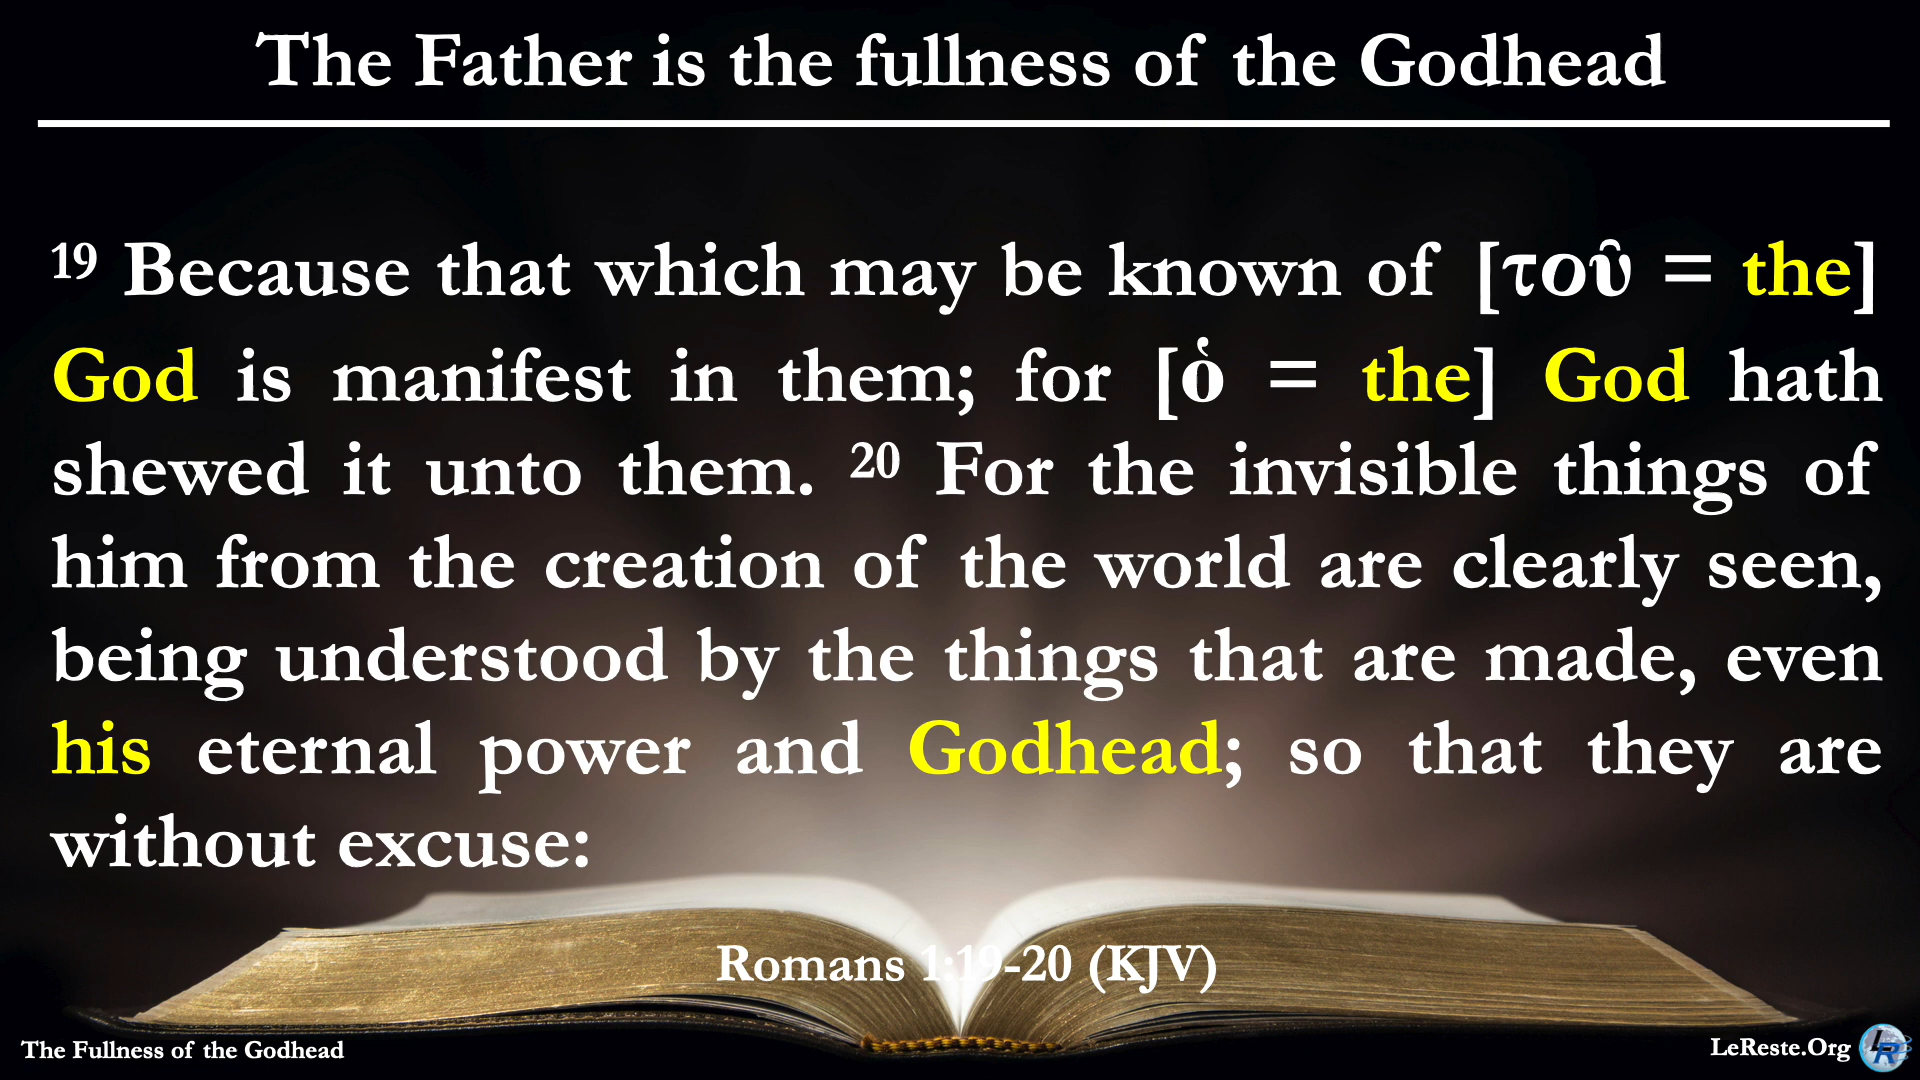 The Father is the fullness of the Godhead
19 Because that which may be known of [τοῦ = the]
God is manifest in them; for [ὁ = the] God hath
shewed it unto them. 20 For the invisible things of
him from the creation of the world are clearly seen,
being understood by the things that are made, even
his eternal power and Godhead; so that they are
without excuse:
Romans 1:19-20 (KJV)
The Fullness of the Godhead
LeReste.Org
LR